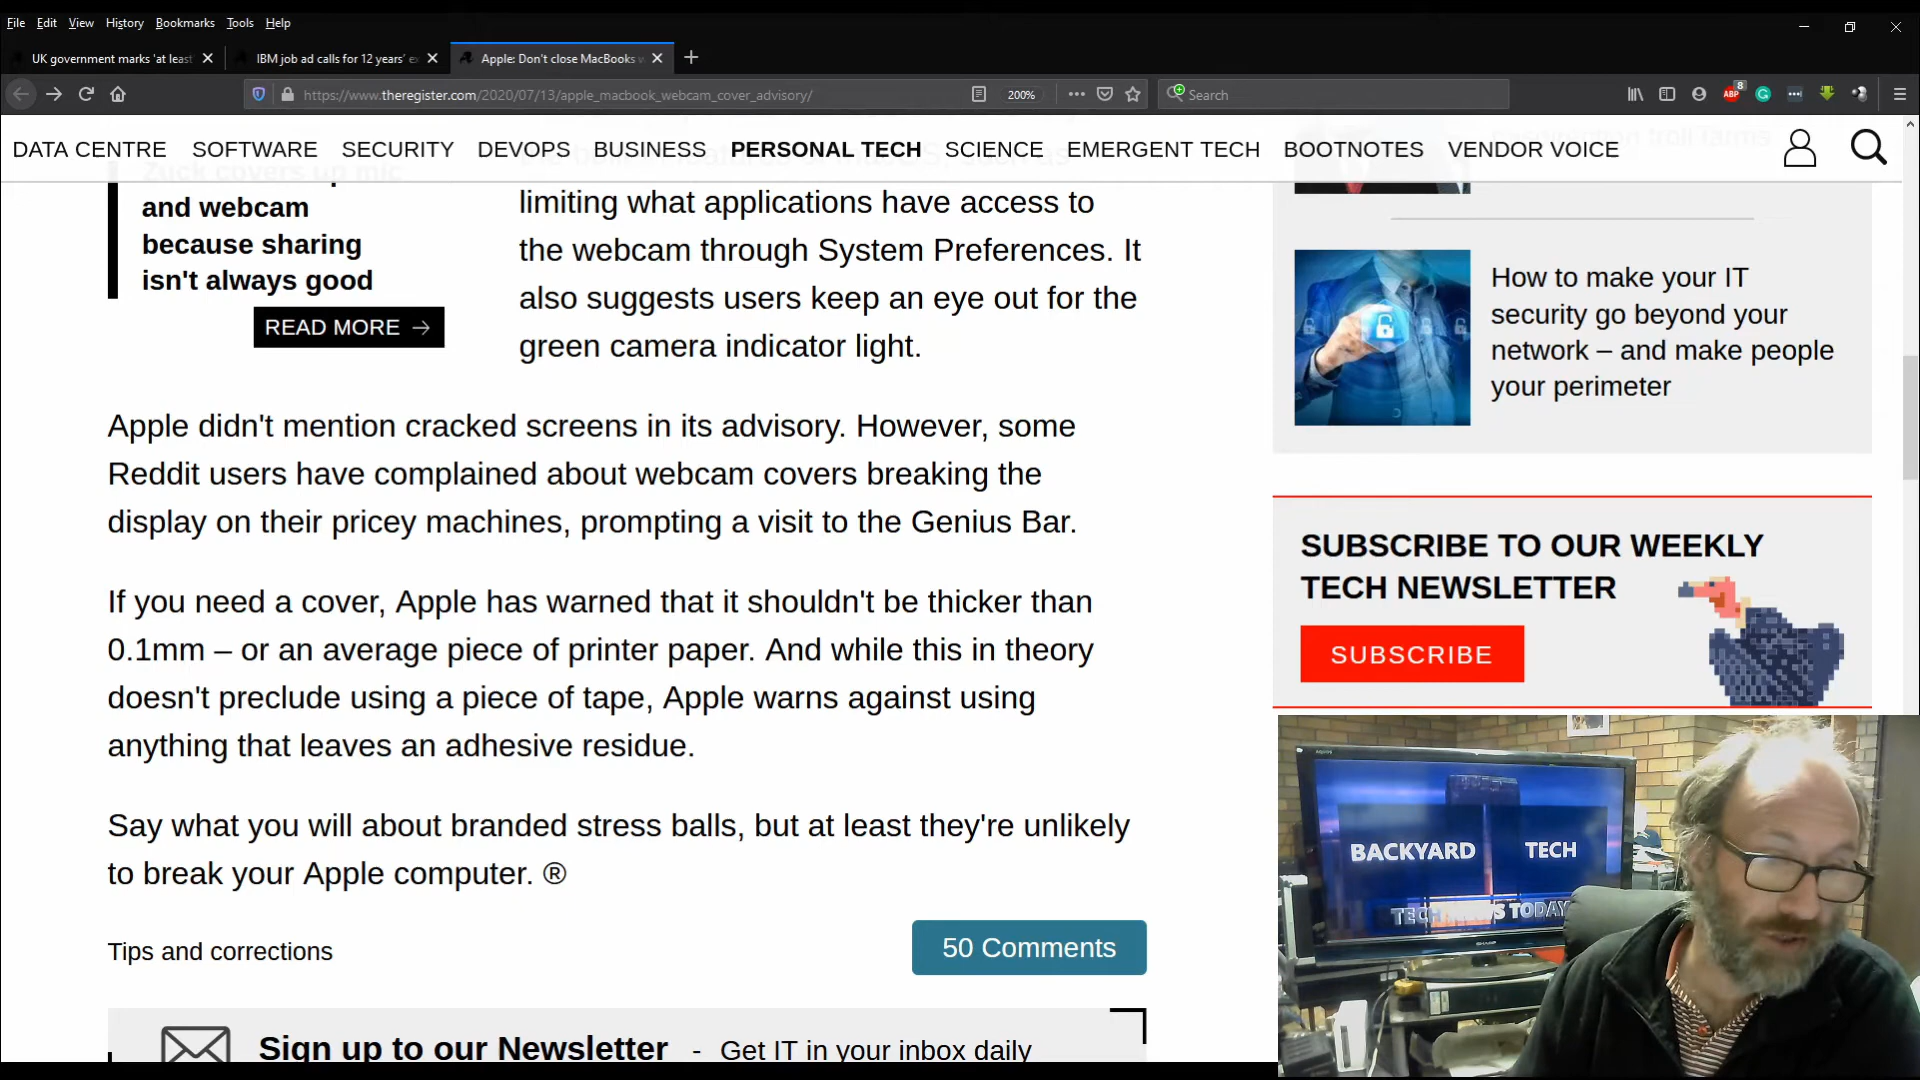 File Edit View History Bookmarks Tools Help
UK government marks 'at least
IBM job ad calls for 12 years' e
Apple: Don't close MacBooks w
https://www.theregister.com/2020/07/13/apple_macbook_webcam_cover_advisory/
200%
Search
ABP
8
DATA CENTRE SOFTWARE SECURITY DEVOPS BUSINESS PERSONAL TECH SCIENCE EMERGENT TECH BOOTNOTES VENDOR VOICE
Zuck covers up mic
and webcam
because sharing
isn't always good
READ MORE →
limiting what applications have access to
the webcam through System Preferences. It
also suggests users keep an eye out for the
green camera indicator light.
Apple didn't mention cracked screens in its advisory. However, some
Reddit users have complained about webcam covers breaking the
display on their pricey machines, prompting a visit to the Genius Bar.
If you need a cover, Apple has warned that it shouldn't be thicker than
0.1mm – or an average piece of printer paper. And while this in theory
doesn't preclude using a piece of tape, Apple warns against using
anything that leaves an adhesive residue.
Say what you will about branded stress balls, but at least they're unlikely
to break your Apple computer. ®
Tips and corrections
50 Comments
Sign up to our Newsletter - Get IT in your inbox daily
How to make your IT
security go beyond your
network – and make people
your perimeter
SUBSCRIBE TO OUR WEEKLY
TECH NEWSLETTER
SUBSCRIBE
BACKYARD TECH
TECH NEWS TODAY
SHARP